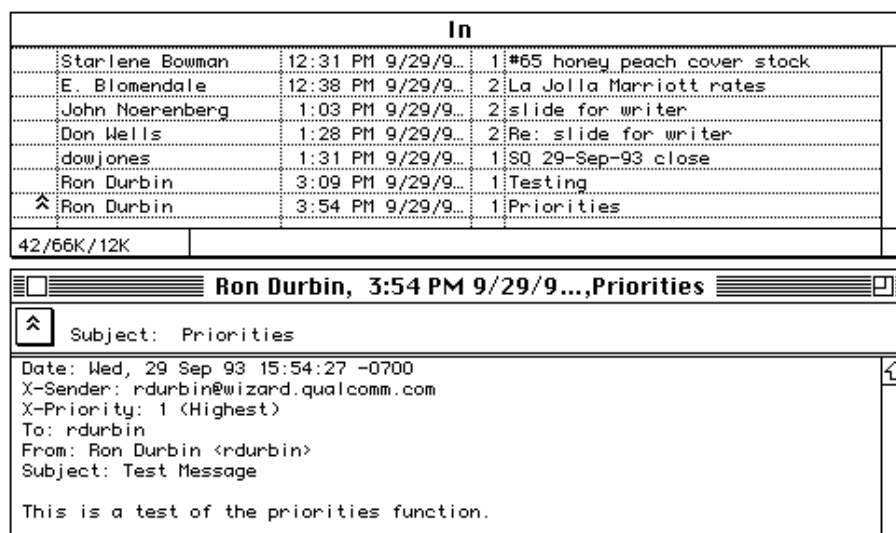 In
Starlene Bowman 12:31 PM 9/29/9… 1 #65 honey peach cover stock
E. Blomendale 12:38 PM 9/29/9… 2 La Jolla Marriott rates
John Noerenberg 1:03 PM 9/29/9… 2 slide for writer
Don Wells 1:28 PM 9/29/9… 2 Re: slide for writer
dowjones 1:31 PM 9/29/9… 1 SQ 29-Sep-93 close
Ron Durbin 3:09 PM 9/29/9… 1 Testing
Ron Durbin 3:54 PM 9/29/9… 1 Priorities
42/66K/12K
Ron Durbin, 3:54 PM 9/29/9...,Priorities
Subject: Priorities
Date: Wed, 29 Sep 93 15:54:27 -0700
X-Sender: rdurbin@wizard.qualcomm.com
X-Priority: 1 (Highest)
To: rdurbin
From: Ron Durbin <rdurbin>
Subject: Test Message
This is a test of the priorities function.